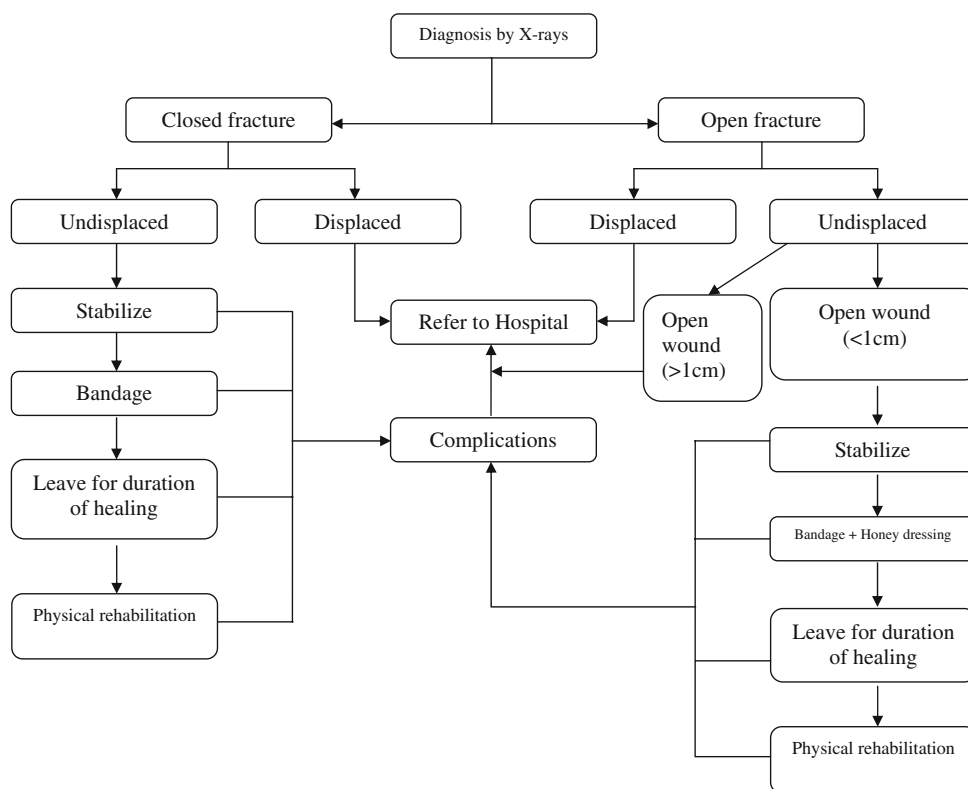 Diagnosis by X-rays
Closed fracture
Open fracture
Undisplaced
Displaced
Displaced
Undisplaced
Stabilize
Refer to Hospital
Open
wound
(>1cm)
Open wound
(<1cm)
Bandage
Complications
Stabilize
Leave for duration
of healing
Bandage + Honey dressing
Physical rehabilitation
Leave for duration
of healing
Physical rehabilitation